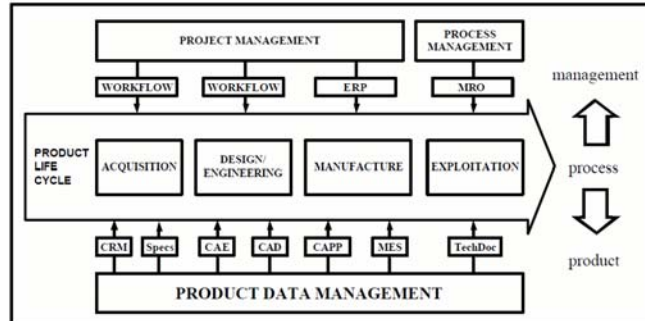 PROJECT MANAGEMENT
PROCESS
MANAGEMENT
WORKFLOW
WORKFLOW
ERP
MRO
management
PRODUCT
LIFE
CYCLE
ACQUISITION
DESIGN/
ENGINEERING
MANUFACTURE
EXPLOITATION
process
CRM
Specs
CAE
CAD
CAPP
MES
TechDoc
product
PRODUCT DATA MANAGEMENT